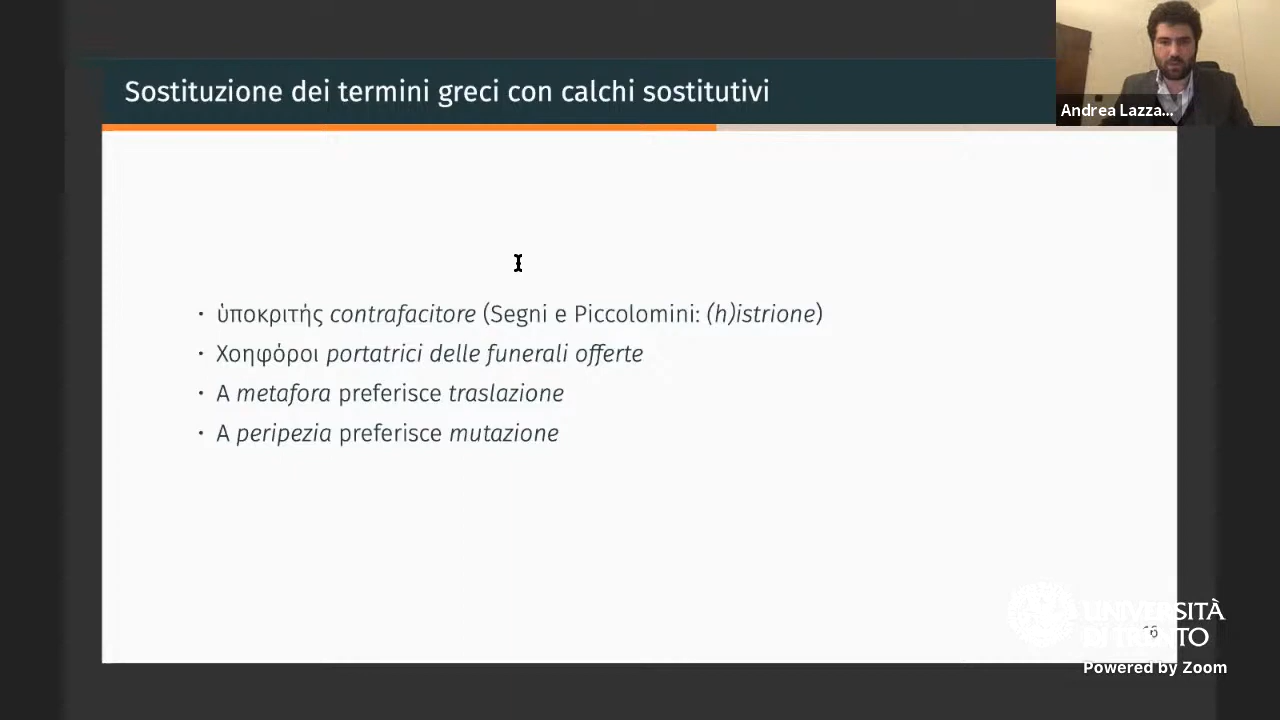 Sostituzione dei termini greci con calchi sostitutivi
Andrea Lazza...
· ὑποκριτής contrafacitore (Segni e Piccolomini: (h)istrione)
· Χοηφόροι portatrici delle funerali offerte
· A metafora preferisce traslazione
· A peripezia preferisce mutazione
UNIVERSITÀ
DI TRENTO
Powered by Zoom